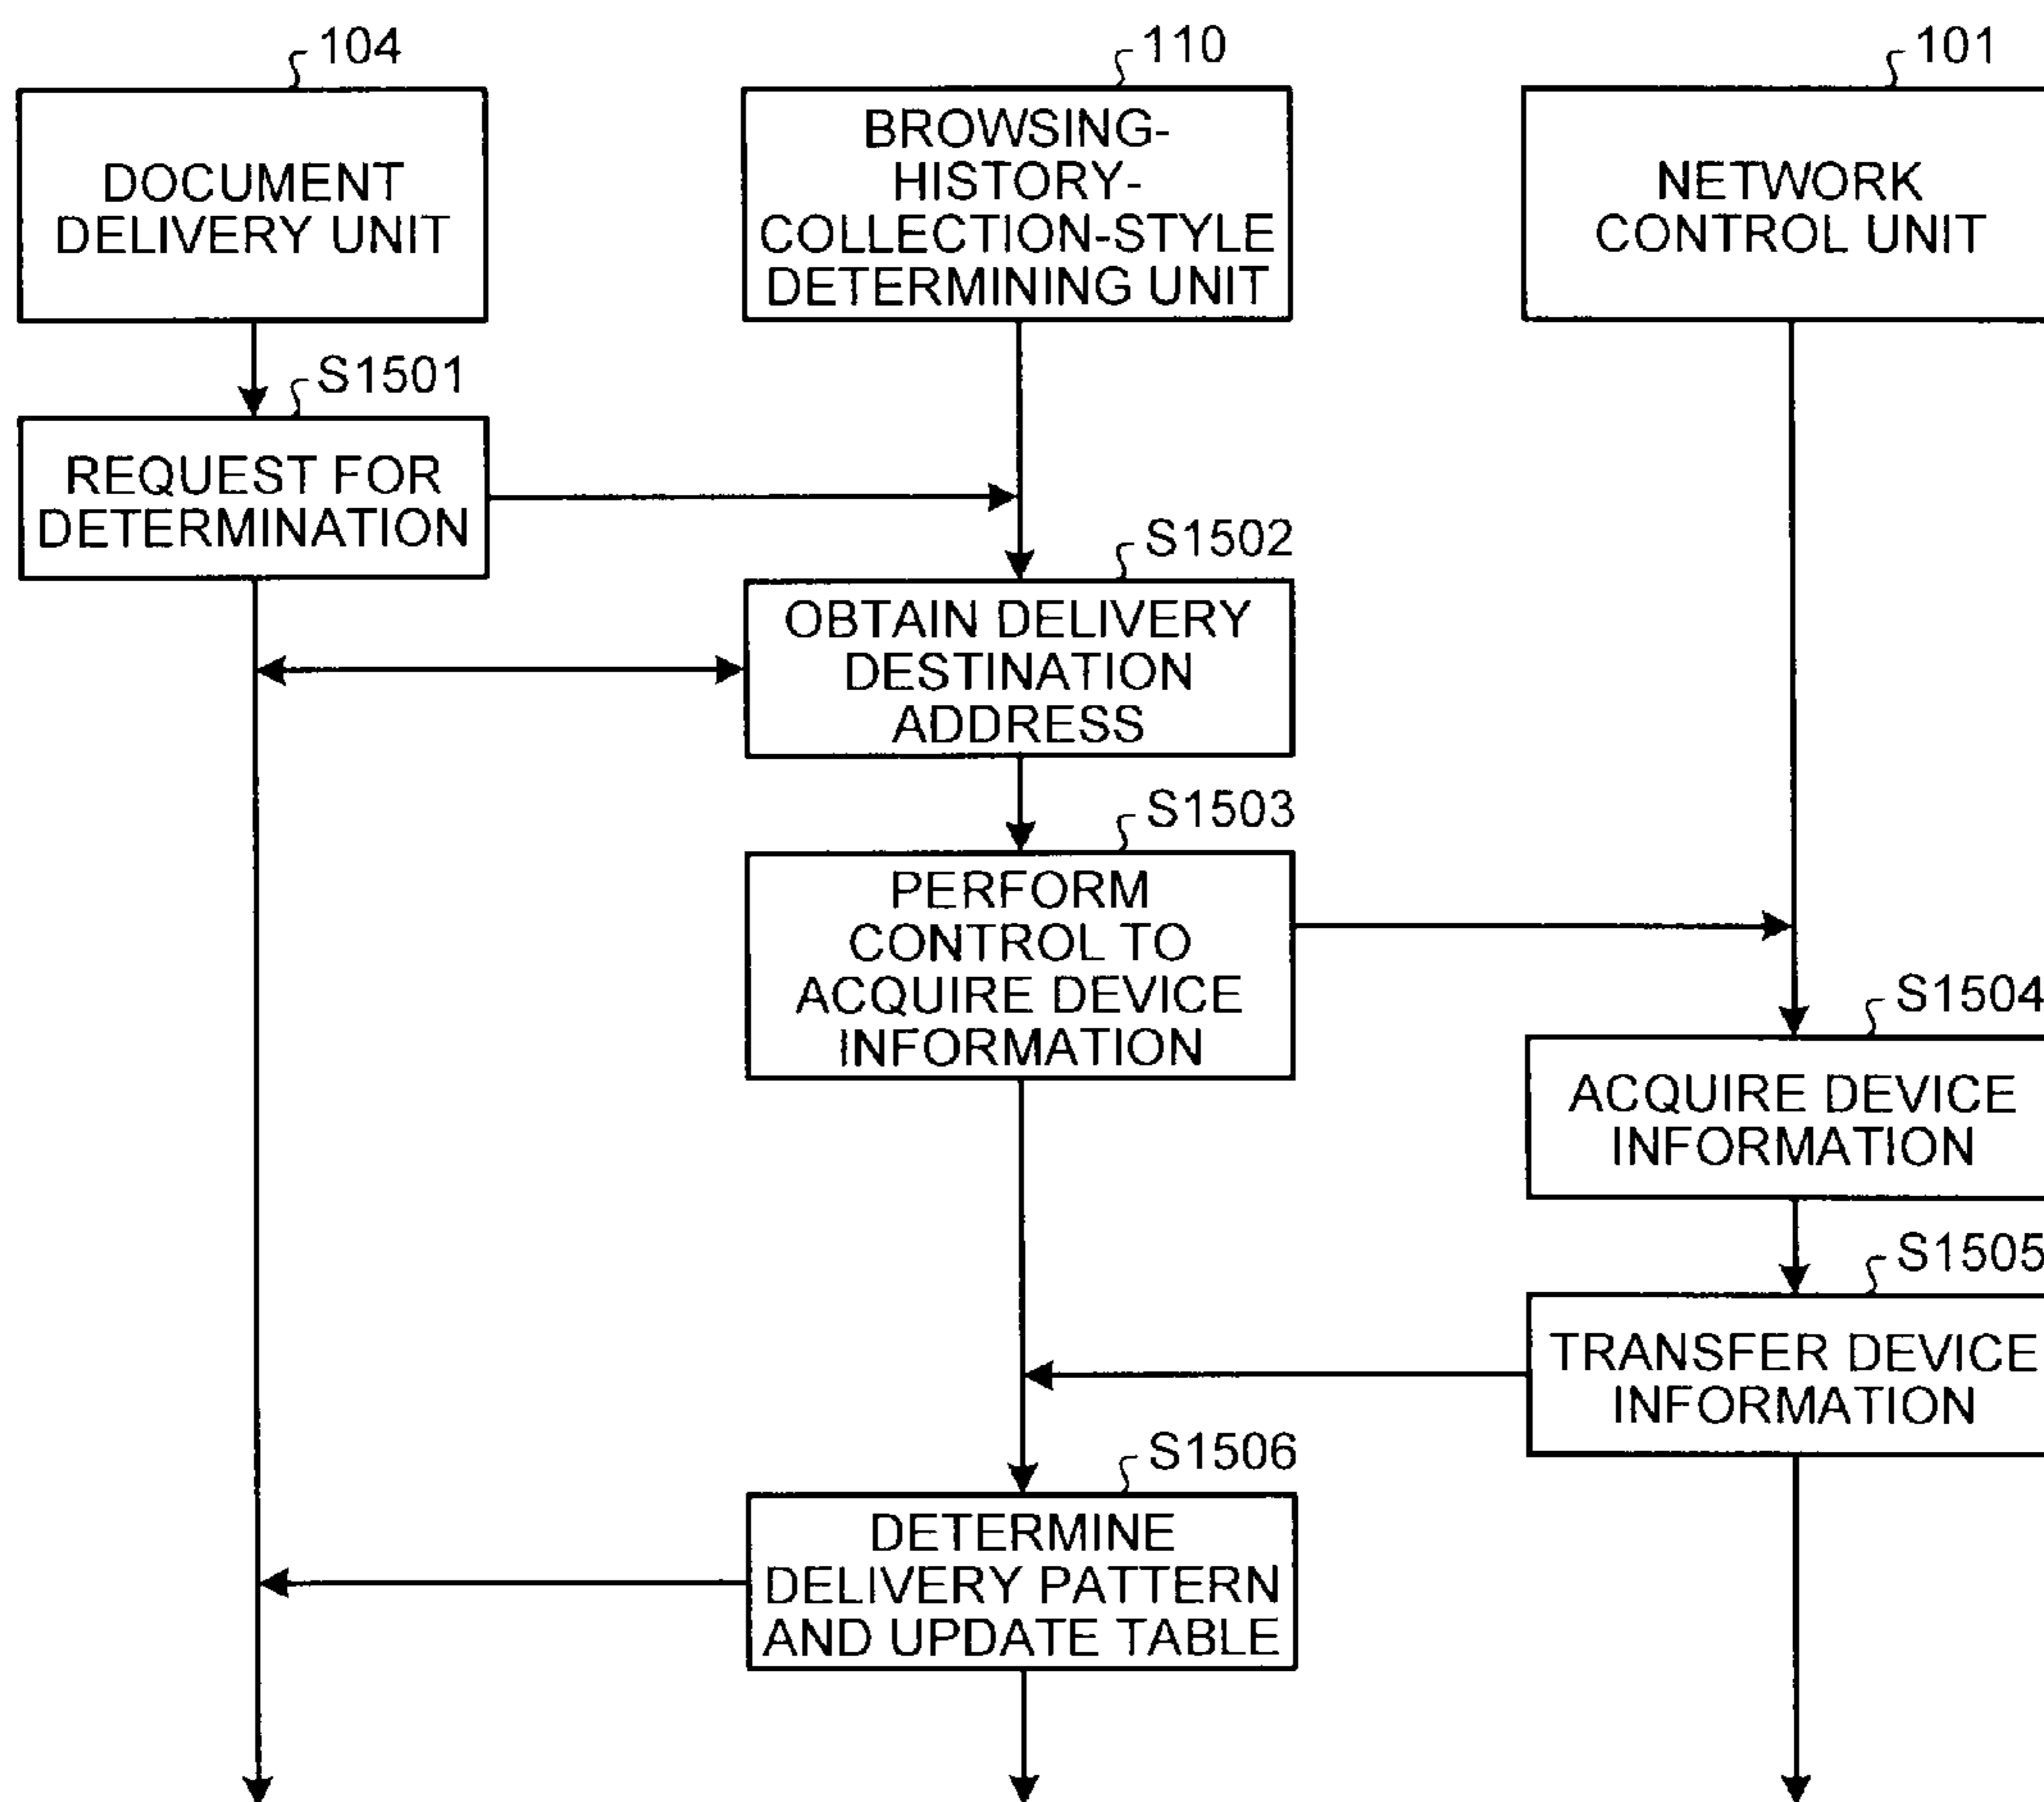 104
110
101
DOCUMENT
DELIVERY UNIT
BROWSING-
HISTORY-
COLLECTION-STYLE
DETERMINING UNIT
NETWORK
CONTROL UNIT
S1501
REQUEST FOR
DETERMINATION
S1502
OBTAIN DELIVERY
DESTINATION
ADDRESS
S1503
PERFORM
CONTROL TO
ACQUIRE DEVICE
INFORMATION
S1504
ACQUIRE DEVICE
INFORMATION
S1505
TRANSFER DEVICE
INFORMATION
S1506
DETERMINE
DELIVERY PATTERN
AND UPDATE TABLE